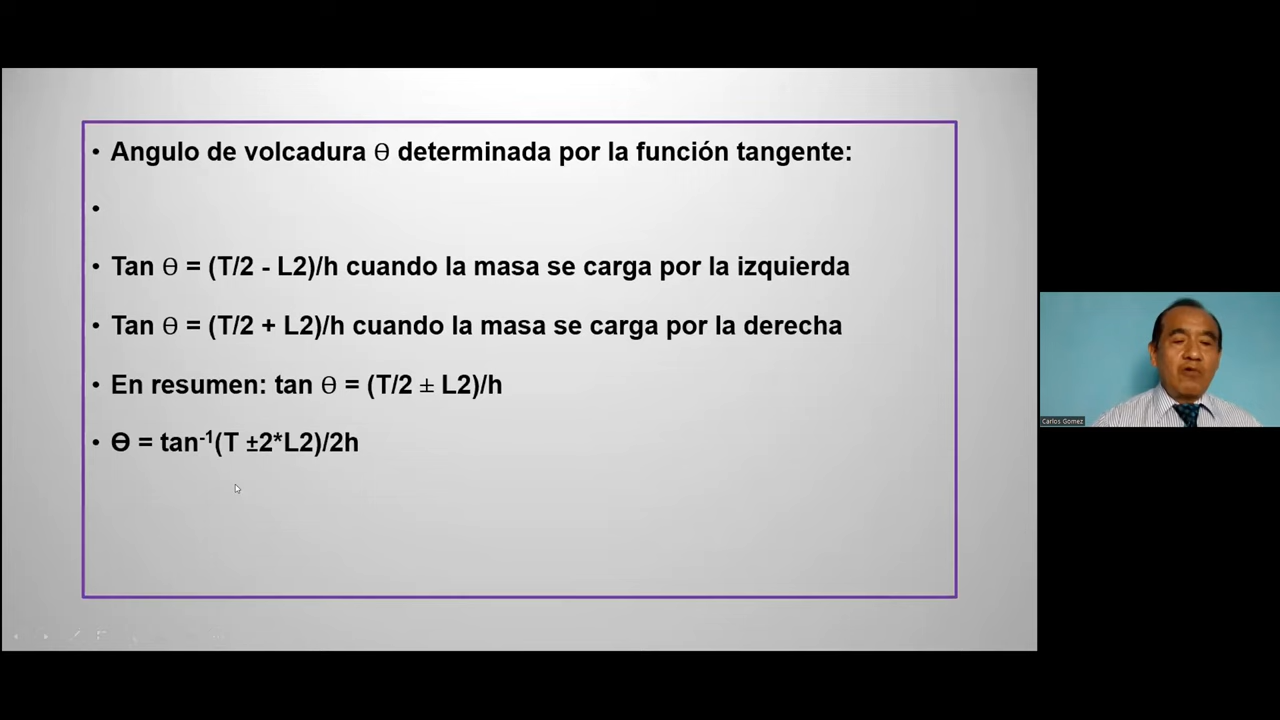 • Angulo de volcadura Ө determinada por la función tangente:
•
• Tan Ө = (T/2 - L2)/h cuando la masa se carga por la izquierda
• Tan Ө = (T/2 + L2)/h cuando la masa se carga por la derecha
• En resumen: tan Ө = (T/2 ± L2)/h
• Ө = tan⁻¹(T ±2*L2)/2h
Carlos Gomez